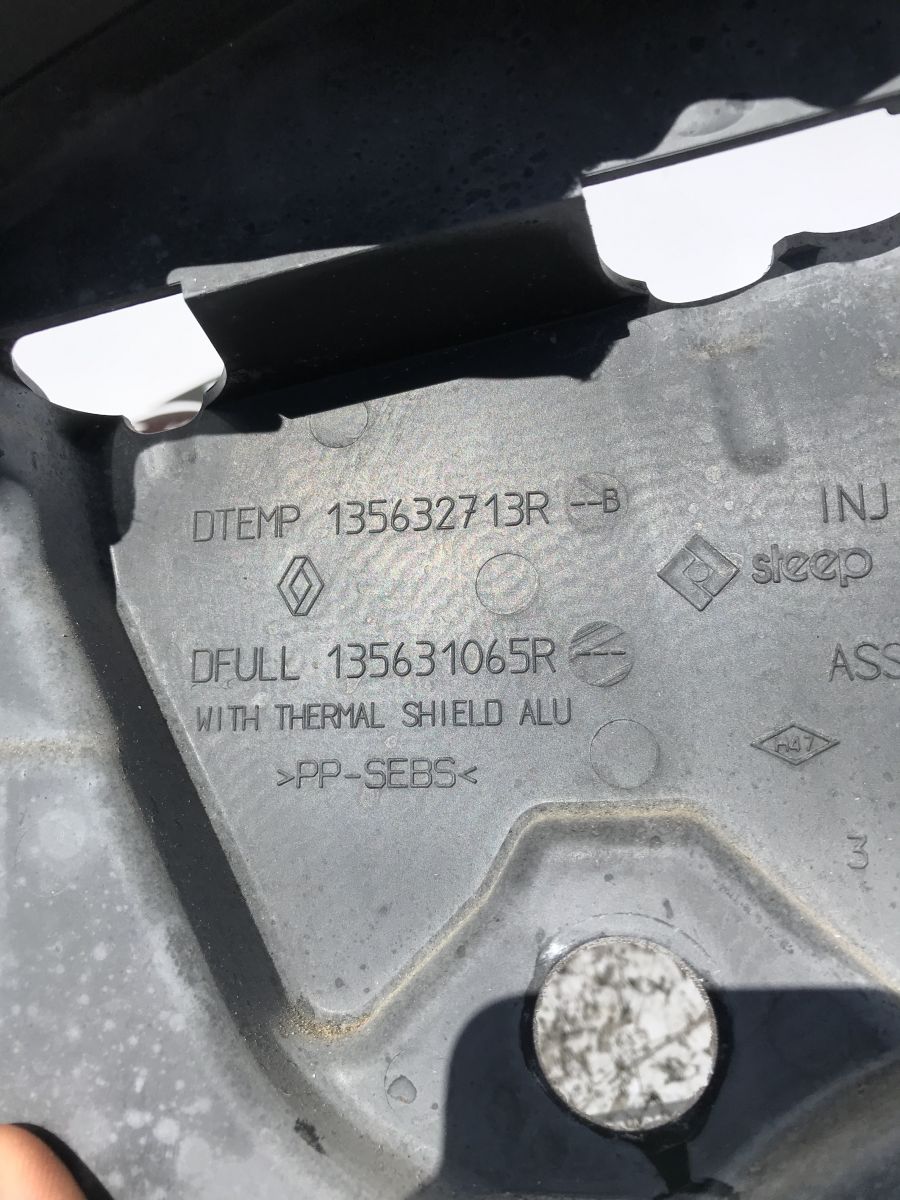 DTEMP 135632713R --B
INJ
steep
DFULL 135631065R ---
ASS
WITH THERMAL SHIELD ALU
H47
>PP-SEBS<
3